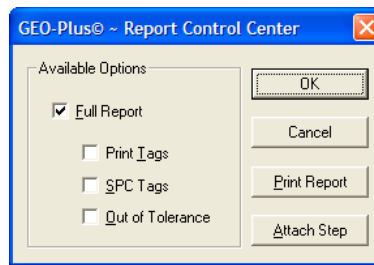 GEO-Plus© ~ Report Control Center
Available Options
Full Report
Print Tags
SPC Tags
Out of Tolerance
OK
Cancel
Print Report
Attach Step